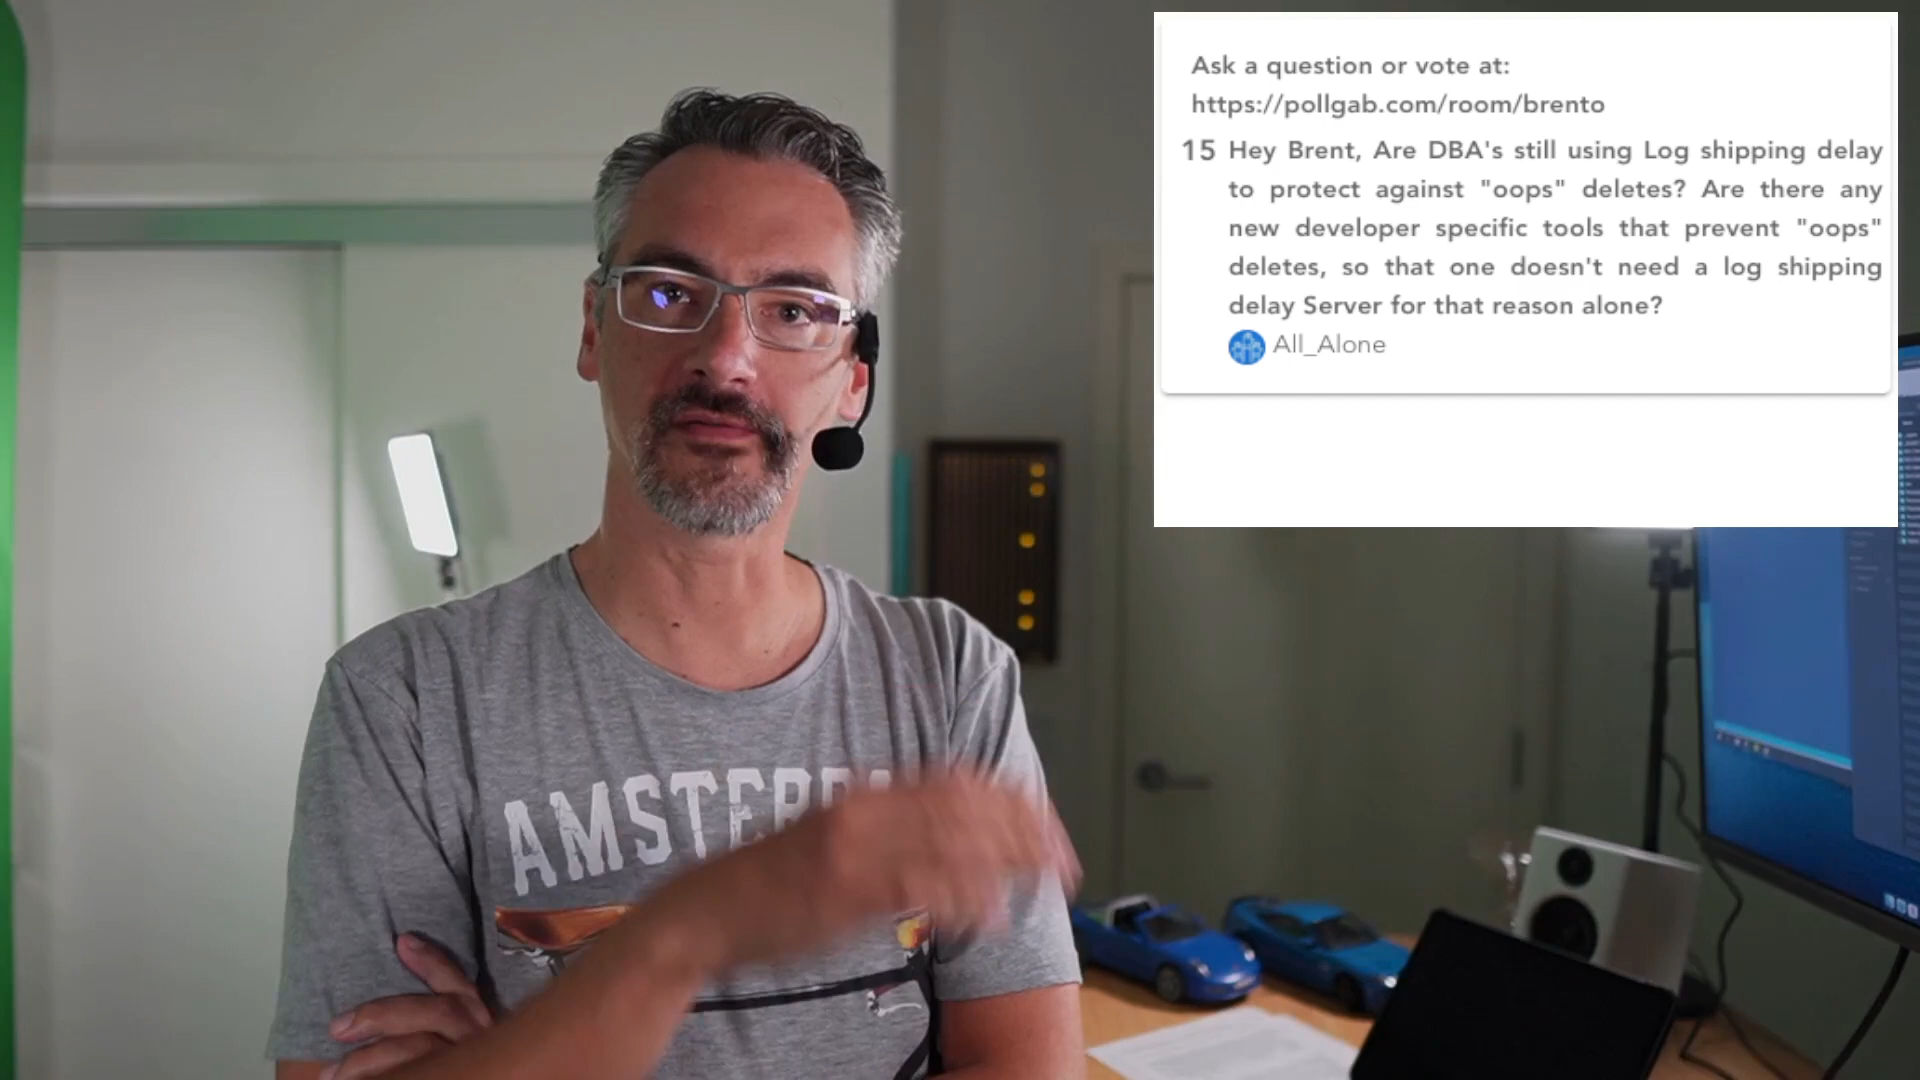 Ask a question or vote at:
https://pollgab.com/room/brento
15 Hey Brent, Are DBA's still using Log shipping delay
to protect against "oops" deletes? Are there any
new developer specific tools that prevent "oops"
deletes, so that one doesn't need a log shipping
delay Server for that reason alone?
All_Alone